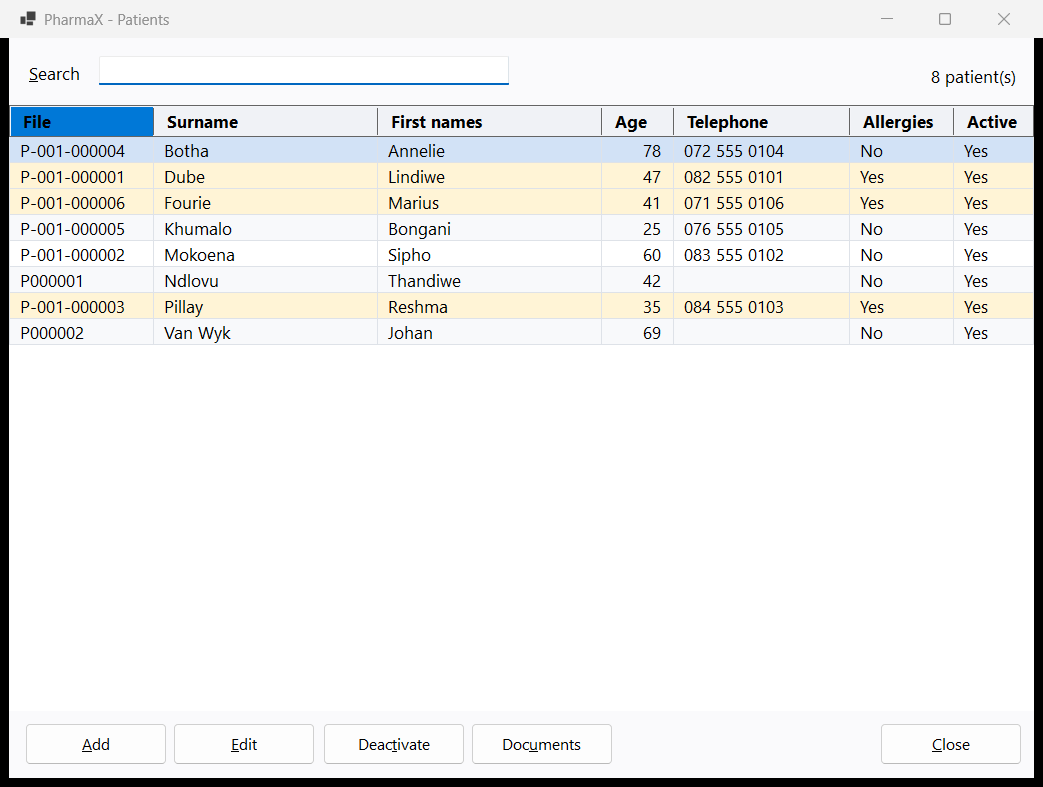 PharmaX - Patients
Search
8 patient(s)
File Surname First names Age Telephone Allergies Active
P-001-000004 Botha Annelie 78 072 555 0104 No Yes
P-001-000001 Dube Lindiwe 47 082 555 0101 Yes Yes
P-001-000006 Fourie Marius 41 071 555 0106 Yes Yes
P-001-000005 Khumalo Bongani 25 076 555 0105 No Yes
P-001-000002 Mokoena Sipho 60 083 555 0102 No Yes
P000001 Ndlovu Thandiwe 42 No Yes
P-001-000003 Pillay Reshma 35 084 555 0103 Yes Yes
P000002 Van Wyk Johan 69 No Yes
Add Edit Deactivate Documents Close